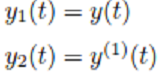 y₁(t) = y(t)
y₂(t) = y⁽¹⁾(t)